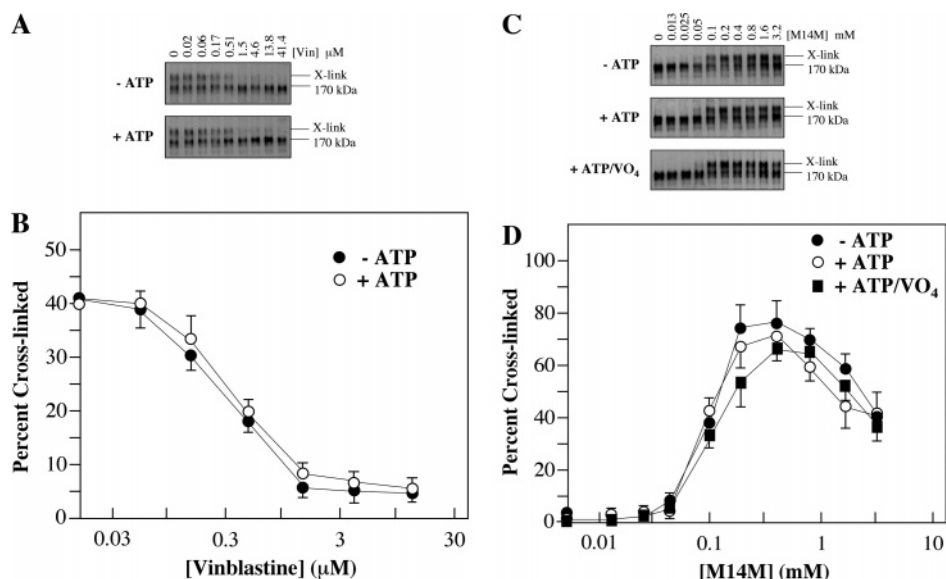 A
0 0.02 0.06 0.17 0.51 1.5 4.6 13.8 41.4 [Vin] µM
- ATP
X-link
170 kDa
+ ATP
X-link
170 kDa
B
50
40
30
20
10
0
Percent Cross-linked
- ATP
+ ATP
0.03 0.3 3 30
[Vinblastine] (µM)
C
0 0.013 0.025 0.05 0.1 0.2 0.4 0.8 1.6 3.2 [M14M] mM
- ATP
X-link
170 kDa
+ ATP
X-link
170 kDa
+ ATP/VO4
X-link
170 kDa
D
100
80
60
40
20
0
Percent Cross-linked
- ATP
+ ATP
+ ATP/VO4
0.01 0.1 1 10
[M14M] (mM)